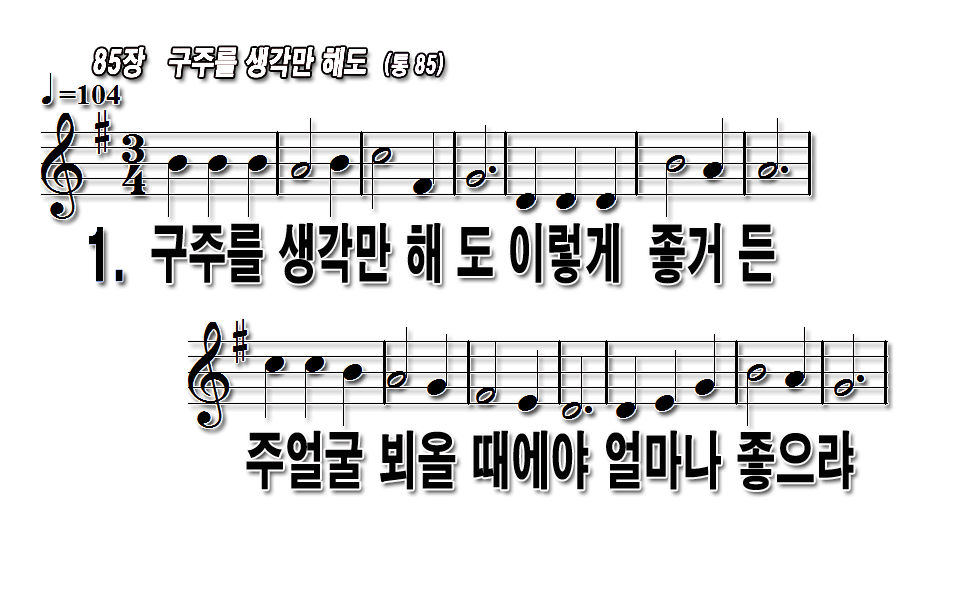 85장 구주를 생각만 해도 (통 85)
♩=104
3
4
1. 구주를 생각만 해 도 이렇게 좋거 든
주얼굴 뵈올 때에야 얼마나 좋으랴